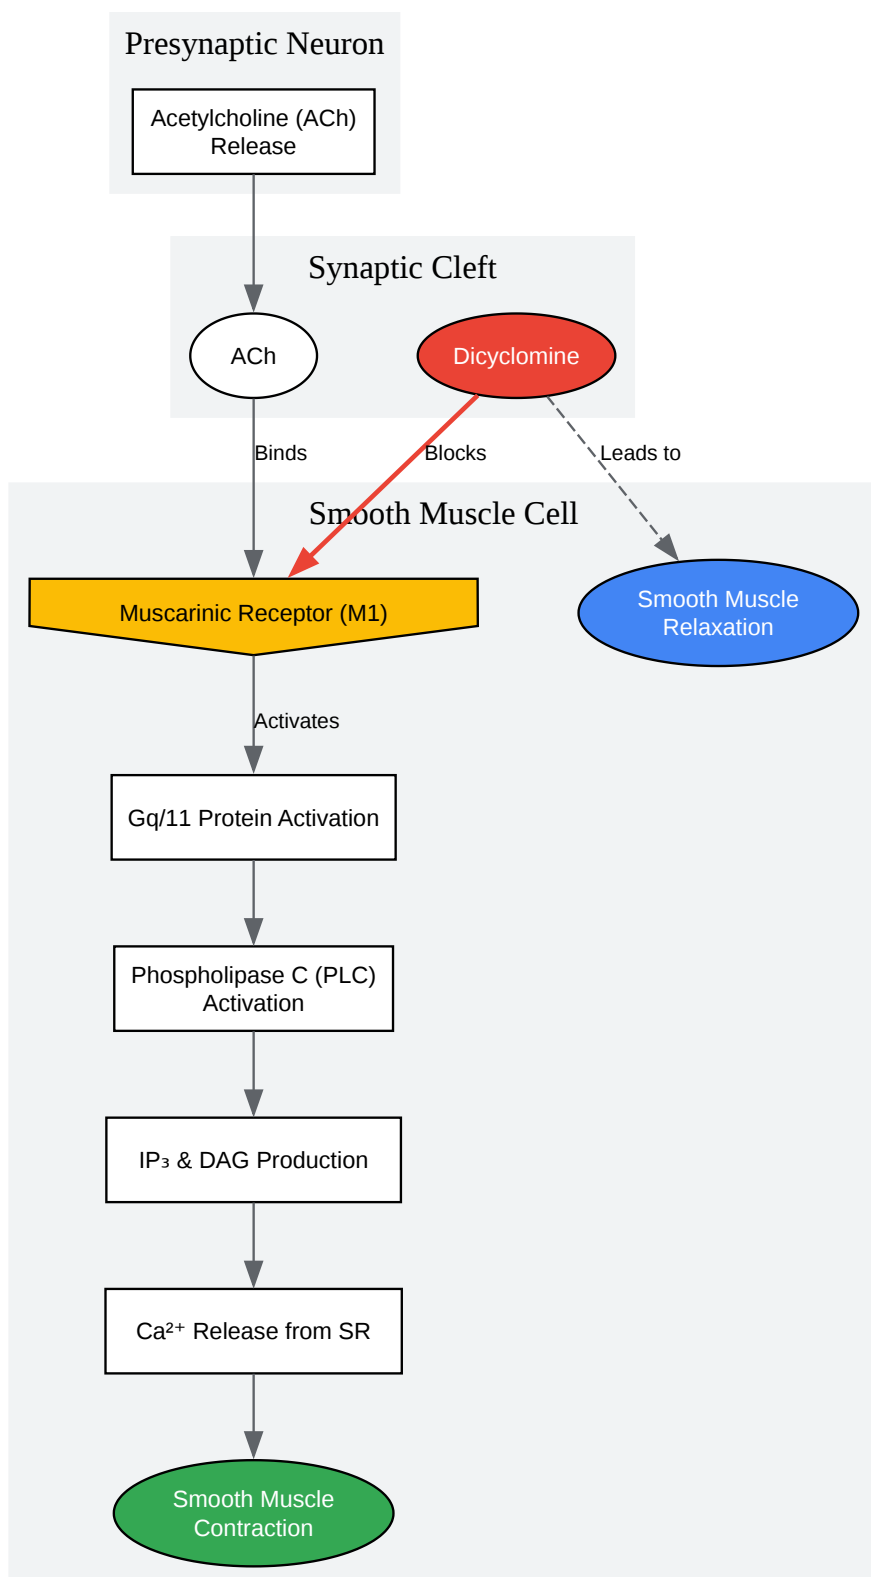 Presynaptic Neuron
Acetylcholine (ACh)
Release
Synaptic Cleft
ACh
Dicyclomine
Binds
Blocks
Leads to
Smooth Muscle Cell
Muscarinic Receptor (M1)
Smooth Muscle
Relaxation
Activates
Gq/11 Protein Activation
Phospholipase C (PLC)
Activation
IP₃ & DAG Production
Ca²⁺ Release from SR
Smooth Muscle
Contraction